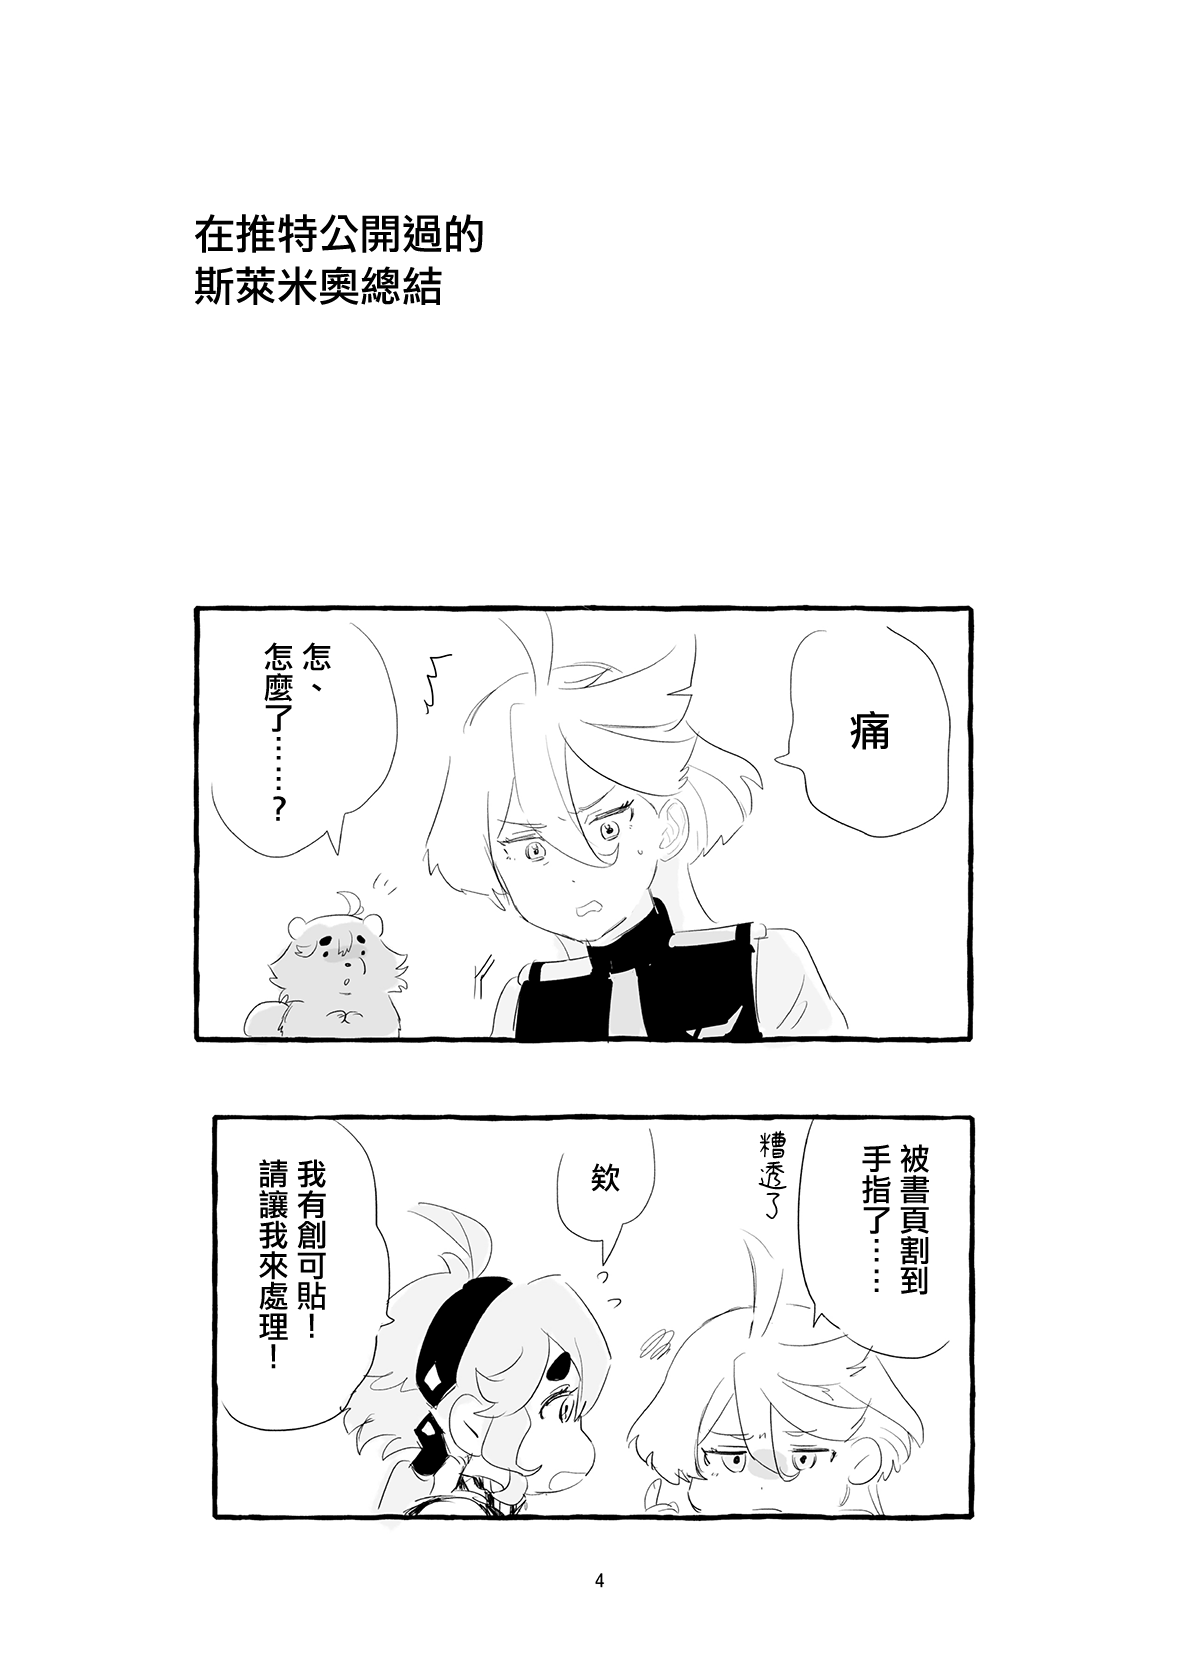 在推特公開過的
斯萊米奧總結
痛
怎、
怎麼了……?
被書頁割到
手指了……
糟透了
欸
我有創可貼！
請讓我來處理！
4